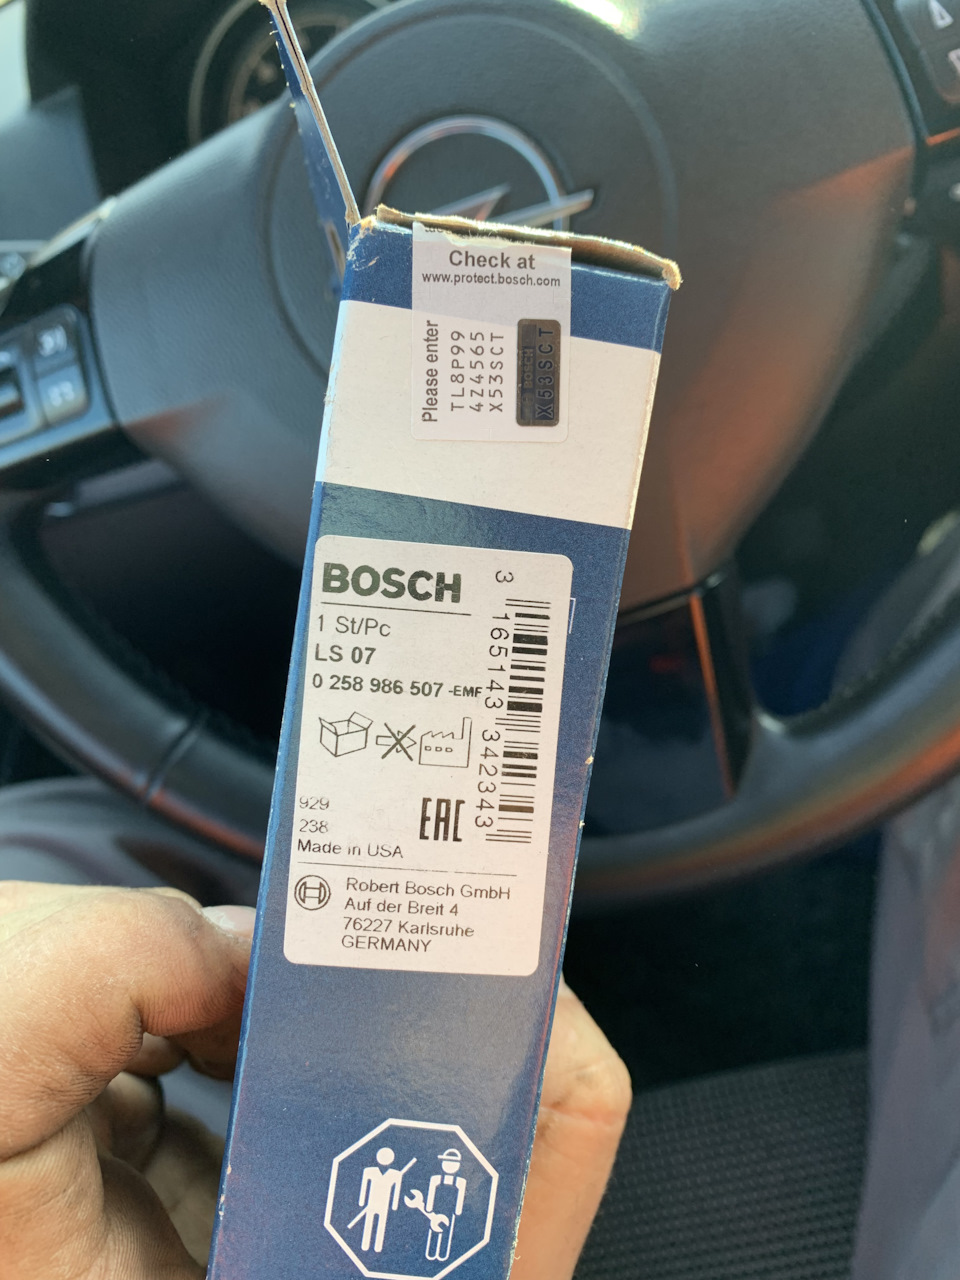 Check at
www.protect.bosch.com
Please enter
TL8P99
4Z4565
X53SCT
BOSCH
X53SCT
BOSCH
1 St/Pc
LS 07
0 258 986 507 -EMF
929
238
Made in USA
EAC
3 165143 342343
Robert Bosch GmbH
Auf der Breit 4
76227 Karlsruhe
GERMANY